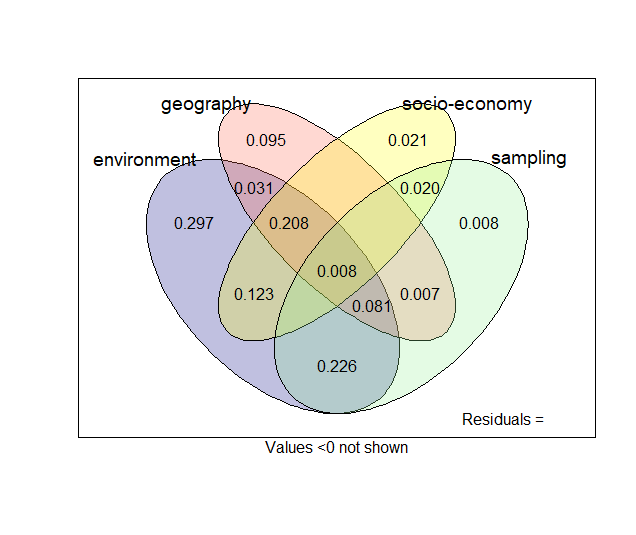 geography socio-economy
environment sampling
0.095 0.021
0.031 0.020
0.297 0.208 0.008
0.008
0.123 0.081 0.007
0.226
Residuals =
Values <0 not shown